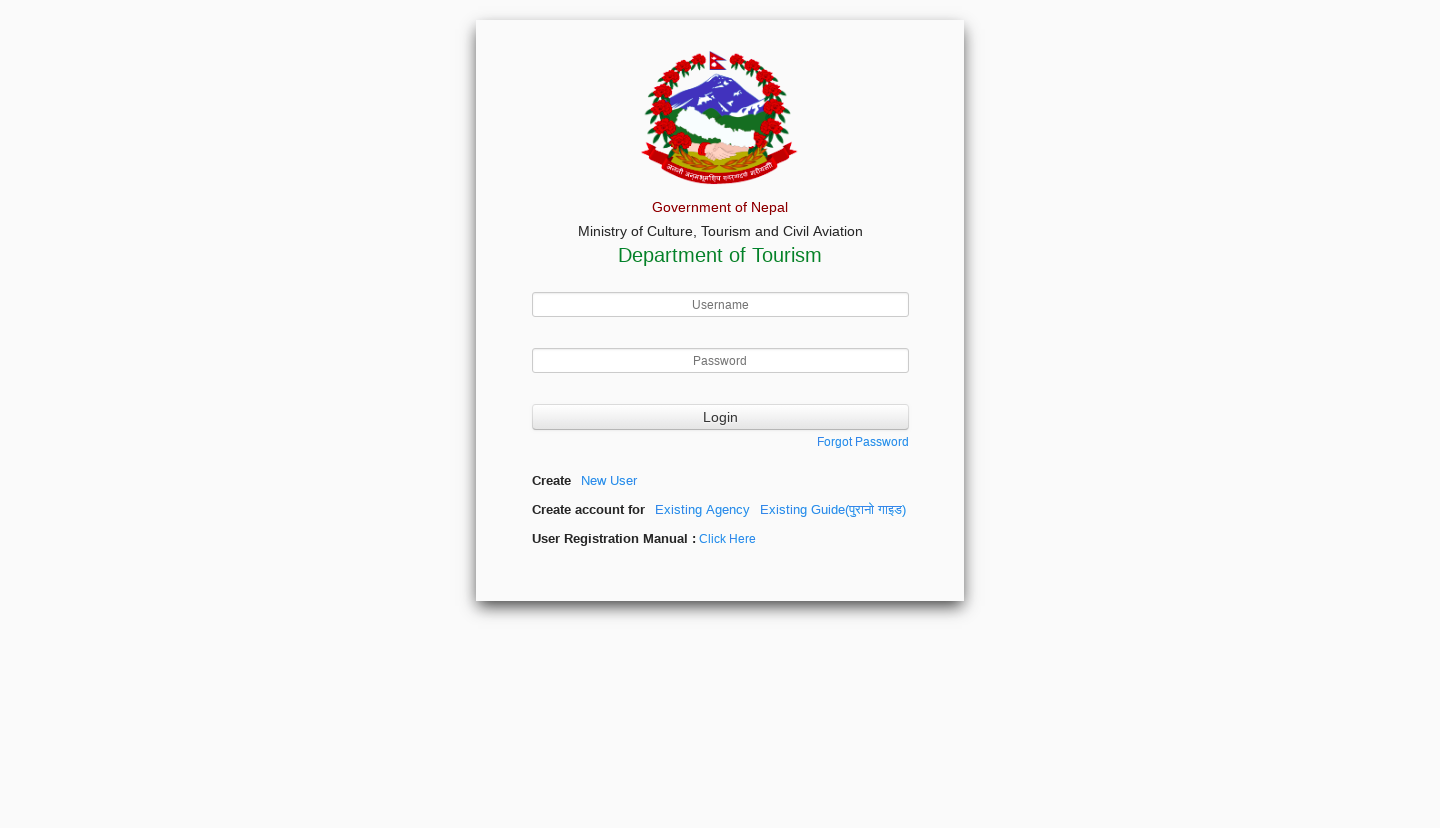 Government of Nepal
Ministry of Culture, Tourism and Civil Aviation
Department of Tourism
Username
Password
Login
Forgot Password
Create New User
Create account for Existing Agency Existing Guide(पुरानो गाइड)
User Registration Manual : Click Here